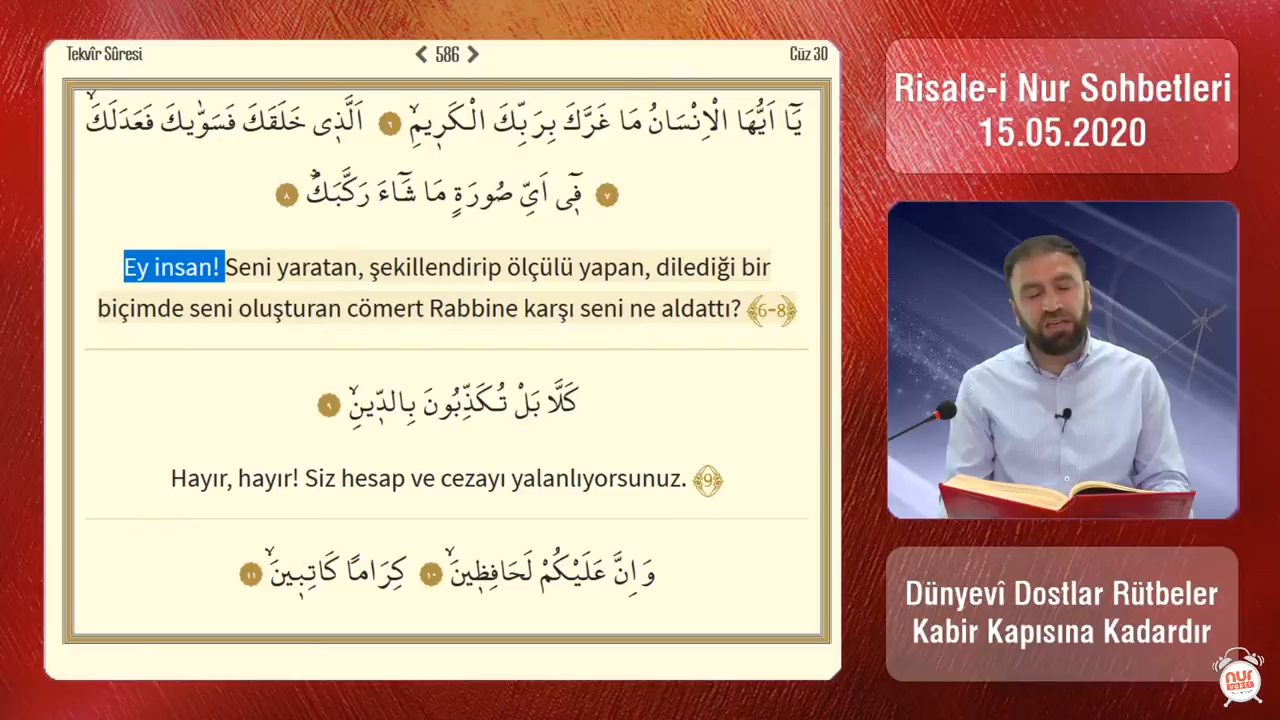 Tekvîr Sûresi
586
Cüz 30
يَٓا اَيُّهَا الْاِنْسَانُ مَا غَرَّكَ بِرَبِّكَ الْكَر۪يمِۙ ٦ اَلَّذ۪ي خَلَقَكَ فَسَوّٰيكَ فَعَدَلَكَۙ
٧ ف۪ٓي اَيِّ صُورَةٍ مَا شَٓاءَ رَكَّبَكَۜ ٨
Ey insan! Seni yaratan, şekillendirip ölçülü yapan, dilediği bir
biçimde seni oluşturan cömert Rabbine karşı seni ne aldattı? 6-8
كَلَّا بَلْ تُكَذِّبُونَ بِالدّ۪ينِۙ ٩
Hayır, hayır! Siz hesap ve cezayı yalanlıyorsunuz. 9
وَاِنَّ عَلَيْكُمْ لَحَافِظ۪ينَۙ ١٠ كِرَامًا كَاتِب۪ينَۙ ١١
Risale-i Nur Sohbetleri
15.05.2020
Dünyevî Dostlar Rütbeler
Kabir Kapısına Kadardır
nur
vakti